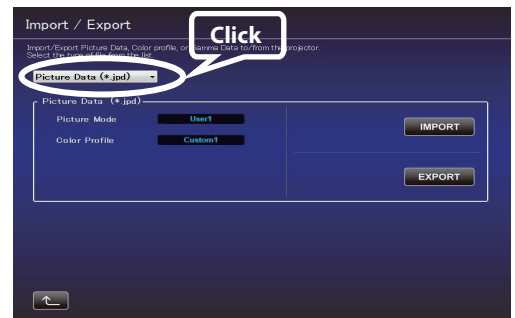 Import / Export
Click
Import/Export Picture Data, Color profile, or Gamma Data to/from the projector.
Select the type of file from the list
Picture Data (*.jpd)
Picture Data (*.jpd)
Picture Mode User1
IMPORT
Color Profile Custom1
EXPORT